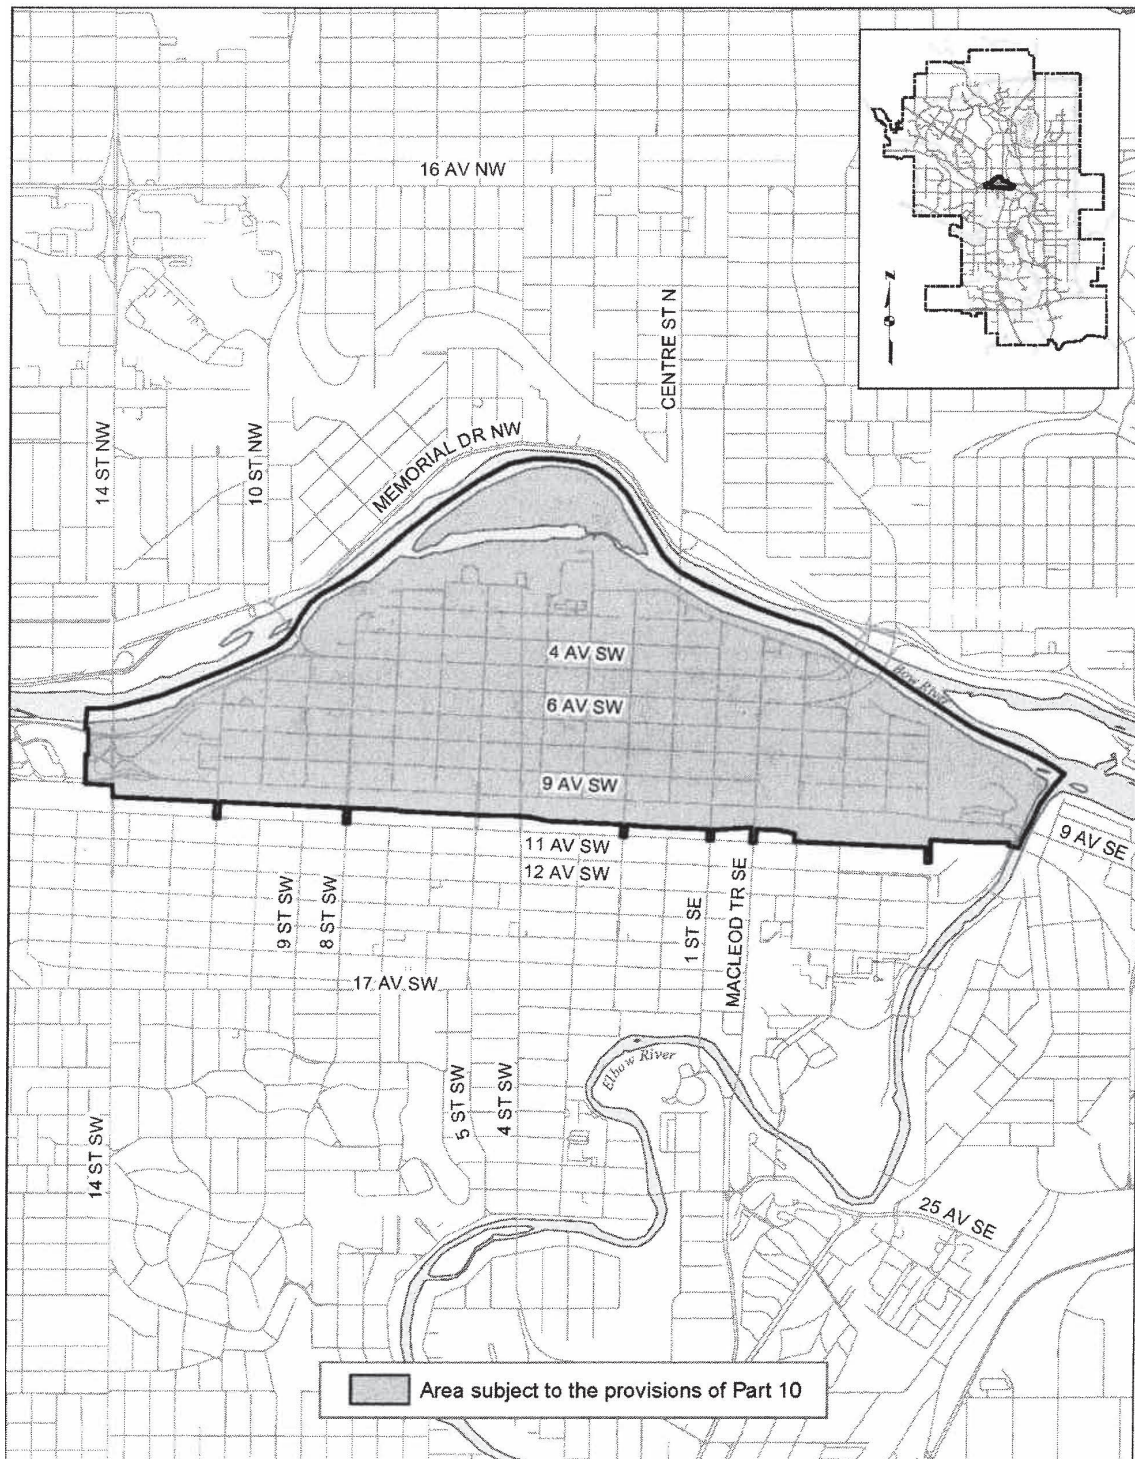 16 AV NW
N
CENTRE ST N
14 ST NW
10 ST NW
MEMORIAL DR NW
4 AV SW
Bow River
6 AV SW
9 AV SW
9 AV SE
11 AV SW
12 AV SW
9 ST SW
8 ST SW
1 ST SE
MACLEOD TR SE
17 AV SW
Elbow River
5 ST SW
4 ST SW
14 ST SW
25 AV SE
Area subject to the provisions of Part 10